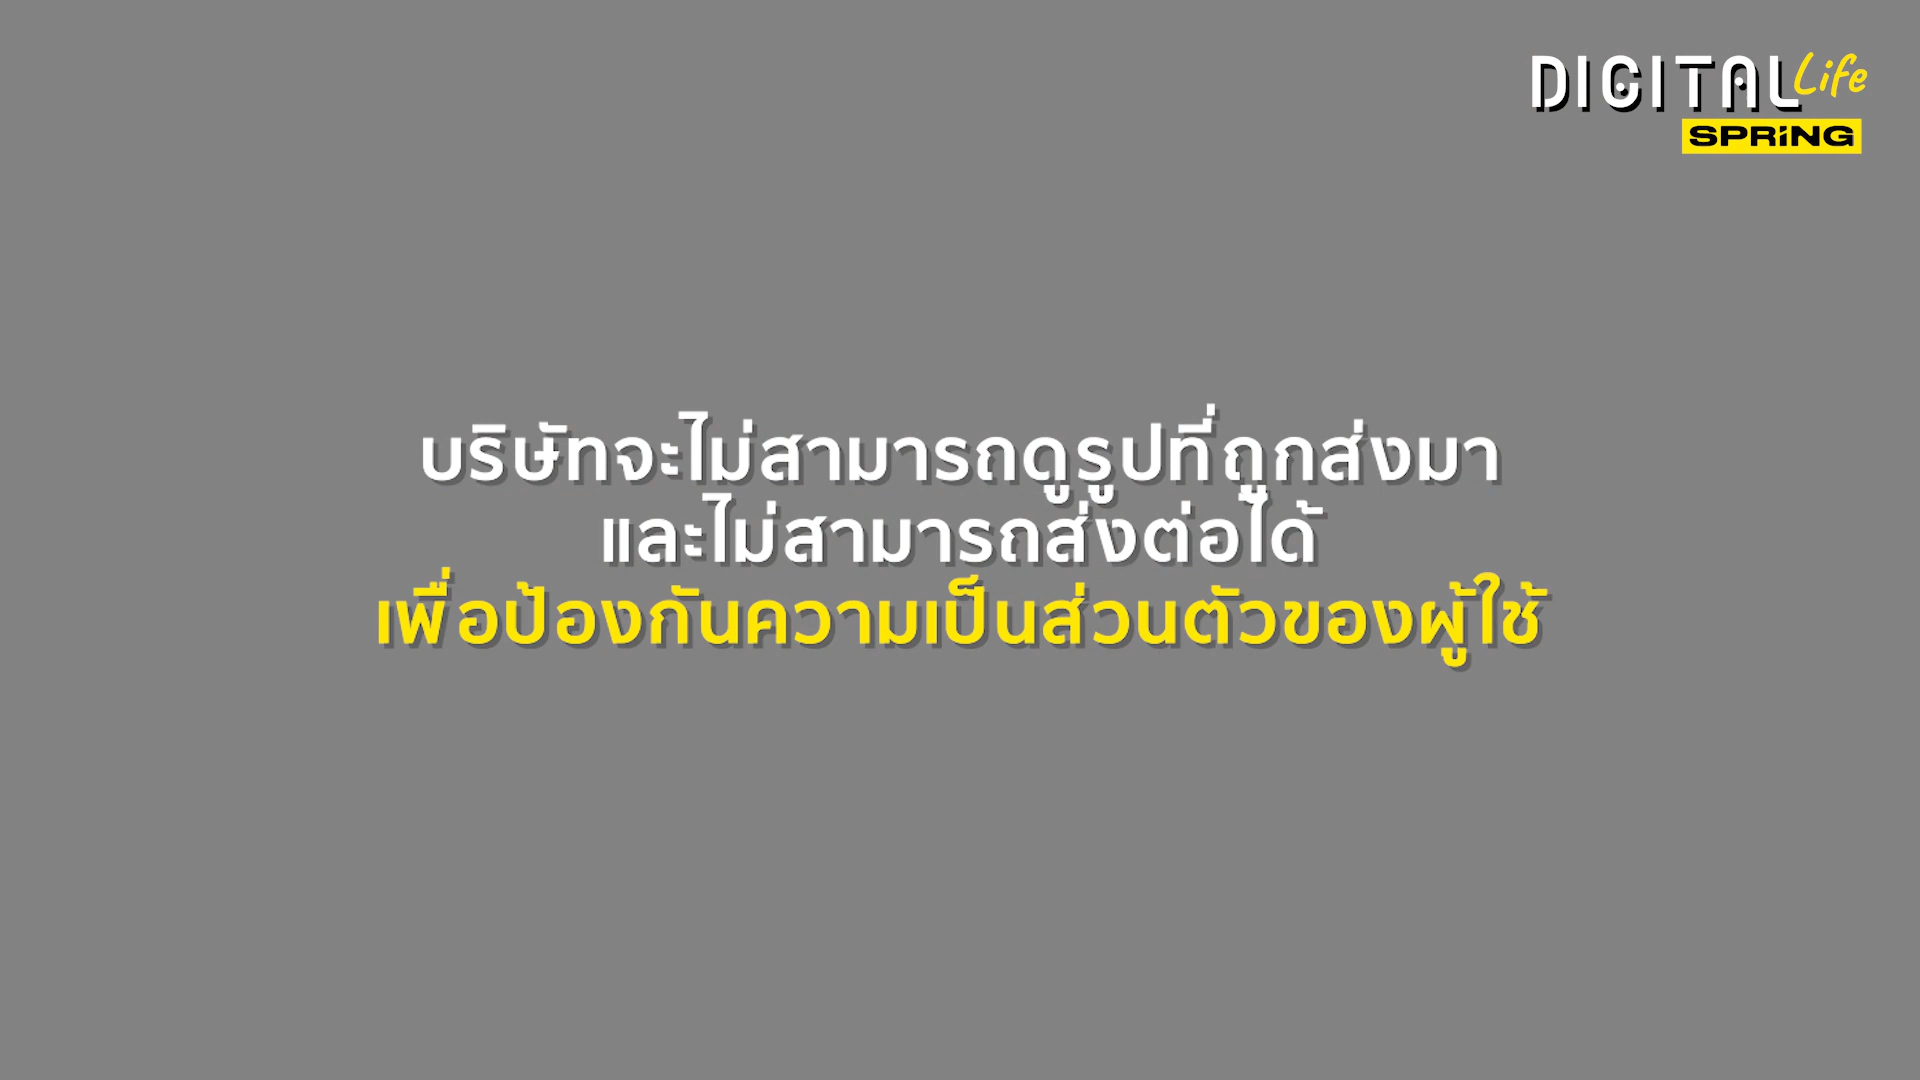 DIGITAL Life
SPRiNG
บริษัทจะไม่สามารถดูรูปที่ถูกส่งมา
และไม่สามารถส่งต่อได้
เพื่อป้องกันความเป็นส่วนตัวของผู้ใช้